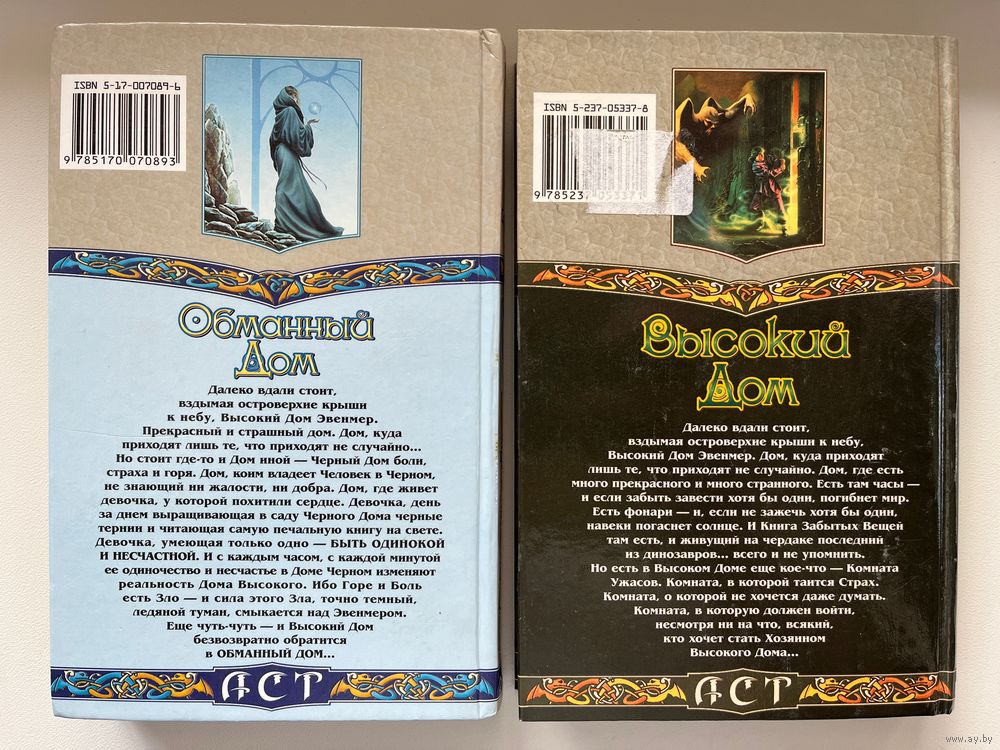 ISBN 5-17-007089-6
9 785170 070893
Обманный
Дом
Далеко вдали стоит,
вздымая островерхие крыши
к небу, Высокий Дом Эвенмер.
Прекрасный и страшный дом. Дом, куда
приходят лишь те, что приходят не случайно...
Но стоит где-то и Дом иной — Черный Дом боли,
страха и горя. Дом, коим владеет Человек в Черном,
не знающий ни жалости, ни добра. Дом, где живет
девочка, у которой похитили сердце. Девочка, день
за днем выращивающая в саду Черного Дома черные
тернии и читающая самую печальную книгу на свете.
Девочка, умеющая только одно — БЫТЬ ОДИНОКОЙ
И НЕСЧАСТНОЙ. И с каждым часом, с каждой минутой
ее одиночество и несчастье в Доме Черном изменяют
реальность Дома Высокого. Ибо Горе и Боль
есть Зло — и сила этого Зла, точно темный,
ледяной туман, смыкается над Эвенмером.
Еще чуть-чуть — и Высокий Дом
безвозвратно обратится
в ОБМАННЫЙ ДОМ...
АСТ
ISBN 5-237-05337-8
9 785237 053371
Высокий
Дом
Далеко вдали стоит,
вздымая островерхие крыши к небу,
Высокий Дом Эвенмер. Дом, куда приходят
лишь те, что приходят не случайно. Дом, где есть
много прекрасного и много странного. Есть там часы —
и если забыть завести хотя бы одни, погибнет мир.
Есть фонари — и, если не зажечь хотя бы один,
навеки погаснет солнце. И Книга Забытых Вещей
там есть, и живущий на чердаке последний
из динозавров... всего и не упомнить.
Но есть в Высоком Доме еще кое-что — Комната
Ужасов. Комната, в которой таится Страх.
Комната, о которой не хочется даже думать.
Комната, в которую должен войти,
несмотря ни на что, всякий,
кто хочет стать Хозяином
Высокого Дома...
АСТ
www.ay.by